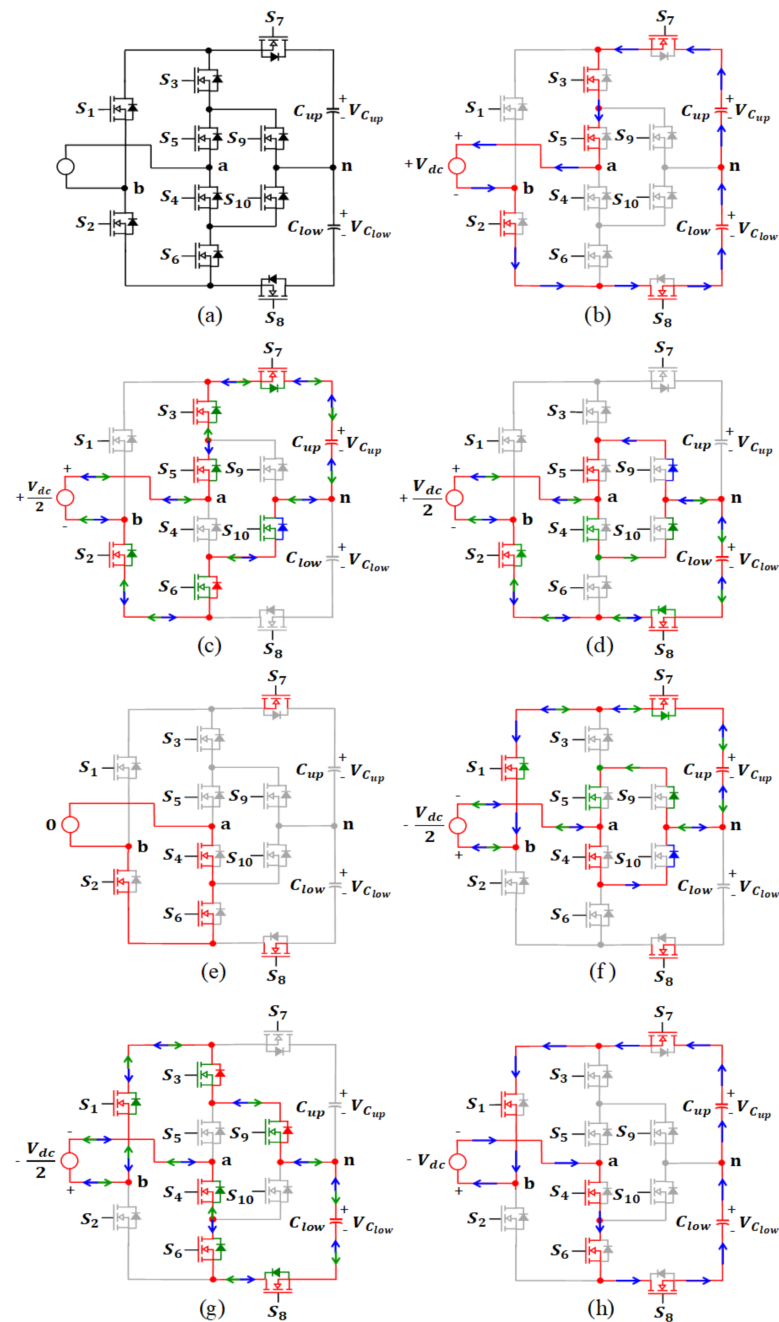 S7
S3
S1
Cup + - VCup
S5 S9
a n
b
S4 S10
S2
Clow + - VClow
S6
(a) S8
S7
S3
S1
Cup + - VCup
S5 S9
+Vdc + - a n
b
S4 S10
S2
Clow + - VClow
S6
(b) S8
S7
S3
S1
Cup + - VCup
S5 S9
+ Vdc/2 + - a n
b
S4 S10
S2
Clow + - VClow
S6
(c) S8
S7
S3
S1
Cup + - VCup
S5 S9
+ Vdc/2 + - a n
b
S4 S10
S2
Clow + - VClow
S6
(d) S8
S7
S3
S1
Cup + - VCup
S5 S9
0 a n
b
S4 S10
S2
Clow + - VClow
S6
(e) S8
S7
S3
S1
Cup + - VCup
S5 S9
- Vdc/2 - + a n
b
S4 S10
S2
Clow + - VClow
S6
(f) S8
S7
S3
S1
Cup + - VCup
S5 S9
- Vdc/2 - + a n
b
S4 S10
S2
Clow + - VClow
S6
(g) S8
S7
S3
S1
Cup + - VCup
S5 S9
- Vdc - + a n
b
S4 S10
S2
Clow + - VClow
S6
(h) S8